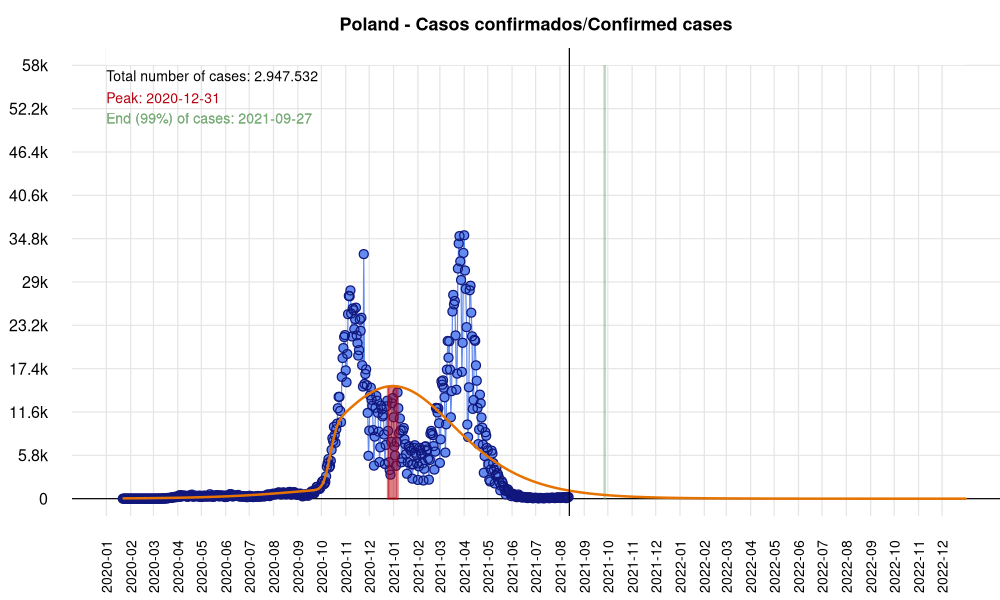 Poland - Casos confirmados/Confirmed cases
Total number of cases: 2.947.532
Peak: 2020-12-31
End (99%) of cases: 2021-09-27
58k
52.2k
46.4k
40.6k
34.8k
29k
23.2k
17.4k
11.6k
5.8k
0
2020-01
2020-02
2020-03
2020-04
2020-05
2020-06
2020-07
2020-08
2020-09
2020-10
2020-11
2020-12
2021-01
2021-02
2021-03
2021-04
2021-05
2021-06
2021-07
2021-08
2021-09
2021-10
2021-11
2021-12
2022-01
2022-02
2022-03
2022-04
2022-05
2022-06
2022-07
2022-08
2022-09
2022-10
2022-11
2022-12